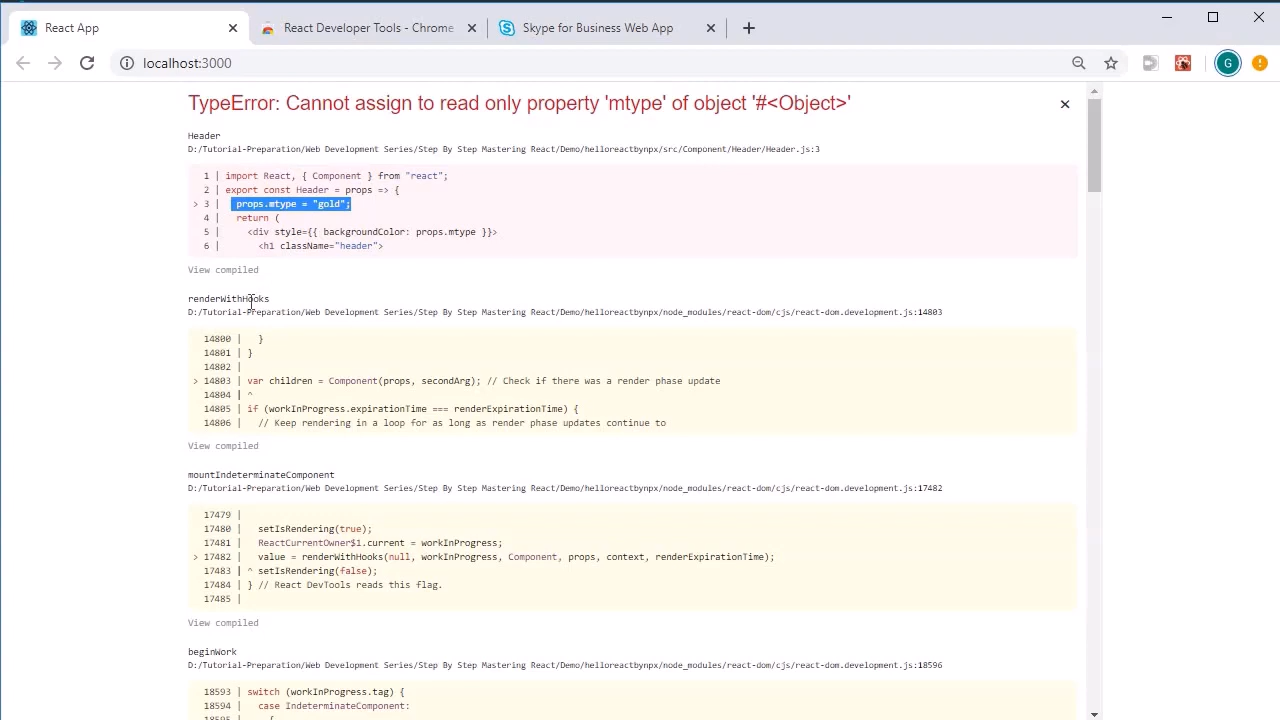 React App
React Developer Tools - Chrome
Skype for Business Web App
localhost:3000
G
TypeError: Cannot assign to read only property 'mtype' of object '#<Object>'
Header
D:/Tutorial-Preparation/Web Development Series/Step By Step Mastering React/Demo/helloreactbynpx/src/Component/Header/Header.js:3
1 | import React, { Component } from "react";
2 | export const Header = props => {
> 3 | props.mtype = "gold";
4 | return (
5 | <div style={{ backgroundColor: props.mtype }}>
6 | <h1 className="header">
View compiled
renderWithHooks
D:/Tutorial-Preparation/Web Development Series/Step By Step Mastering React/Demo/helloreactbynpx/node_modules/react-dom/cjs/react-dom.development.js:14803
14800 | }
14801 | }
14802 |
> 14803 | var children = Component(props, secondArg); // Check if there was a render phase update
14804 | ^
14805 | if (workInProgress.expirationTime === renderExpirationTime) {
14806 | // Keep rendering in a loop for as long as render phase updates continue to
View compiled
mountIndeterminateComponent
D:/Tutorial-Preparation/Web Development Series/Step By Step Mastering React/Demo/helloreactbynpx/node_modules/react-dom/cjs/react-dom.development.js:17482
17479 |
17480 | setIsRendering(true);
17481 | ReactCurrentOwner$1.current = workInProgress;
> 17482 | value = renderWithHooks(null, workInProgress, Component, props, context, renderExpirationTime);
17483 | ^ setIsRendering(false);
17484 | } // React DevTools reads this flag.
17485 |
View compiled
beginWork
D:/Tutorial-Preparation/Web Development Series/Step By Step Mastering React/Demo/helloreactbynpx/node_modules/react-dom/cjs/react-dom.development.js:18596
18593 | switch (workInProgress.tag) {
18594 | case IndeterminateComponent:
18595 | {